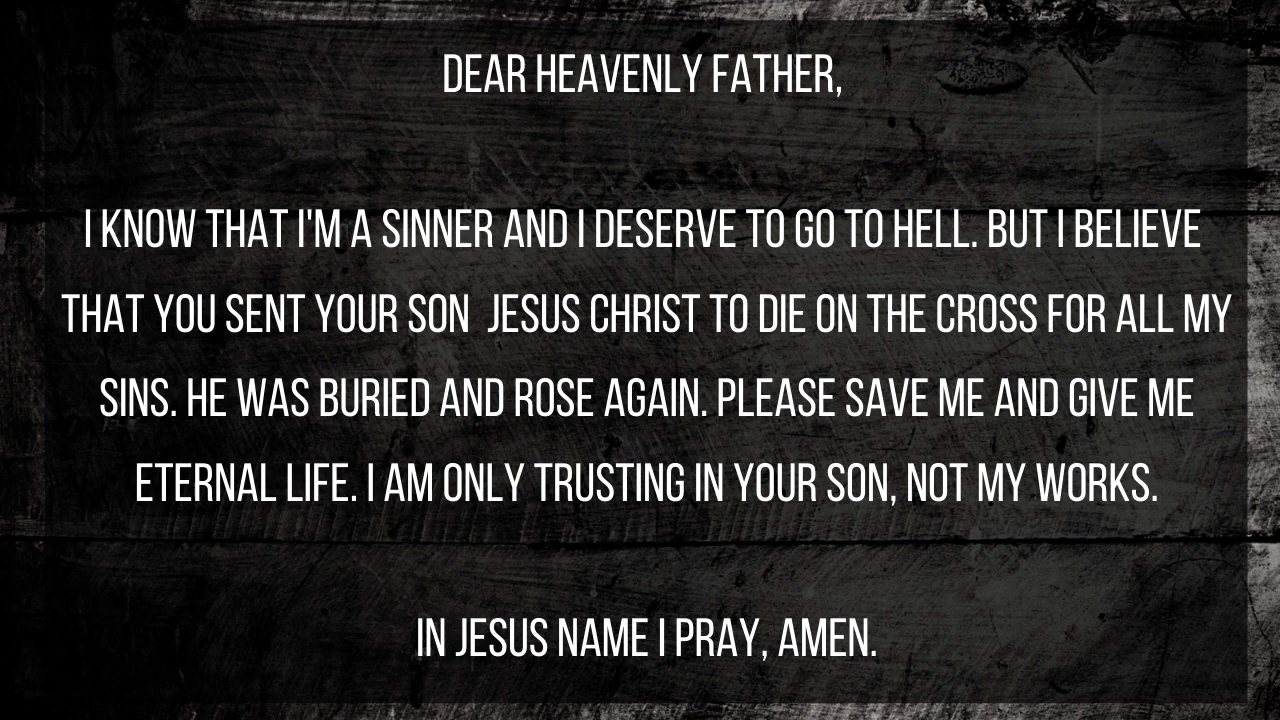 DEAR HEAVENLY FATHER,
I KNOW THAT I'M A SINNER AND I DESERVE TO GO TO HELL. BUT I BELIEVE
THAT YOU SENT YOUR SON JESUS CHRIST TO DIE ON THE CROSS FOR ALL MY
SINS. HE WAS BURIED AND ROSE AGAIN. PLEASE SAVE ME AND GIVE ME
ETERNAL LIFE. I AM ONLY TRUSTING IN YOUR SON, NOT MY WORKS.
IN JESUS NAME I PRAY, AMEN.